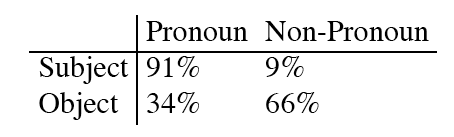 Pronoun Non-Pronoun
Subject 91% 9%
Object 34% 66%